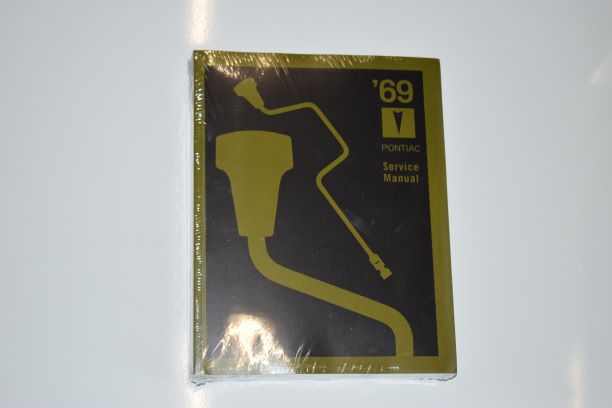 '69
PONTIAC
Service
Manual